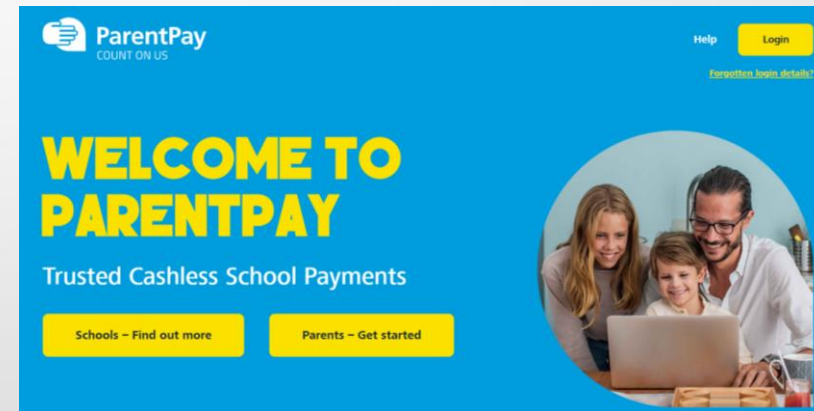 ParentPay
COUNT ON US
Help
Login
Forgotten login details?
WELCOME TO
PARENTPAY
Trusted Cashless School Payments
Schools – Find out more
Parents – Get started